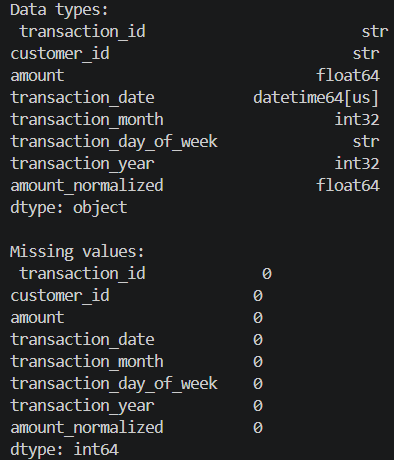 Data types:
 transaction_id                           str
customer_id                         str
amount                          float64
transaction_date         datetime64[us]
transaction_month                 int32
transaction_day_of_week             str
transaction_year                  int32
amount_normalized               float64
dtype: object

Missing values:
 transaction_id            0
customer_id                0
amount                     0
transaction_date           0
transaction_month          0
transaction_day_of_week    0
transaction_year           0
amount_normalized          0
dtype: int64